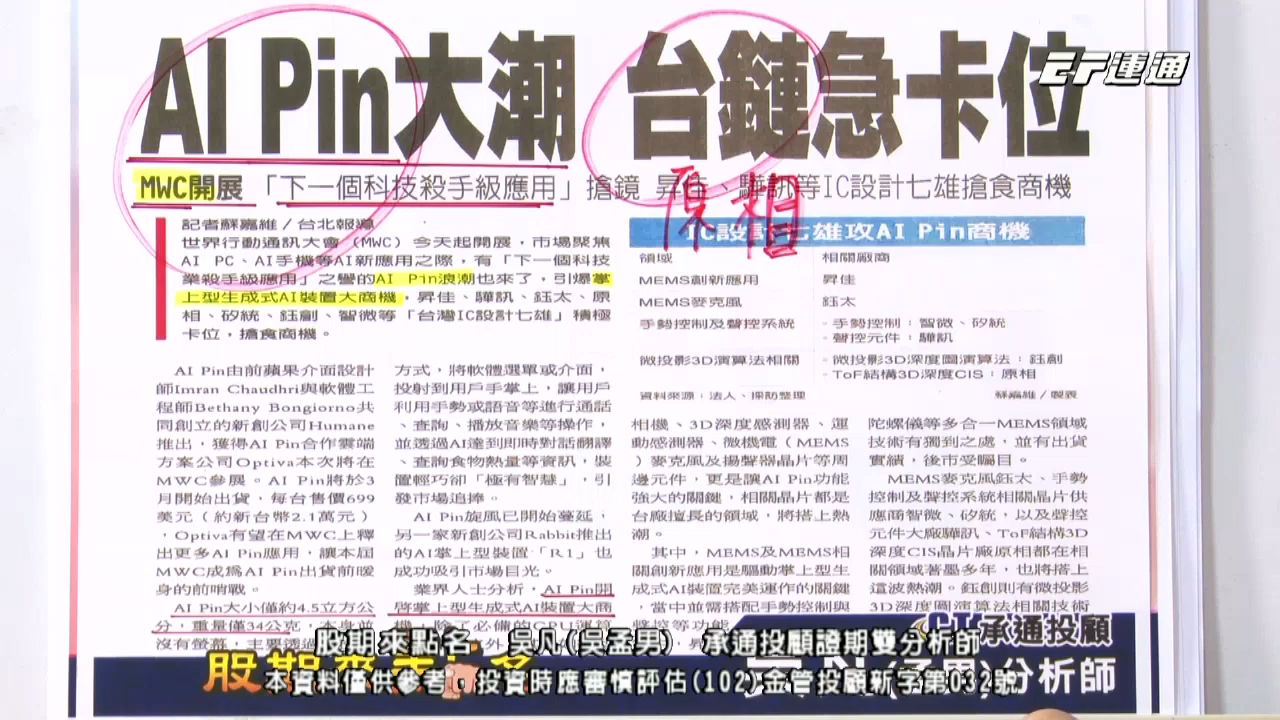 AI Pin大潮 台鏈急卡位
運通
MWC開展 「下一個科技殺手級應用」搶鏡 昇佳、驊訊等IC設計七雄搶食商機
原相
記者蘇嘉維／台北報導
世界行動通訊大會（MWC）今天起開展，市場聚焦
AI PC、AI手機等AI新應用之際，有「下一個科技
業殺手級應用」之譽的AI Pin浪潮也來了，引爆掌
上型生成式AI裝置大商機，昇佳、驊訊、鈺太、原
相、矽統、鈺創、智微等「台灣IC設計七雄」積極
卡位，搶食商機。
IC設計七雄攻AI Pin商機
領域 相關廠商
MEMS創新應用 昇佳
MEMS麥克風 鈺太
手勢控制及聲控系統 ・手勢控制：智微、矽統
・聲控元件：驊訊
微投影3D演算法相關 ・微投影3D深度圖演算法：鈺創
・ToF結構3D深度CIS：原相
資料來源：法人、採訪整理 蘇嘉維／製表
AI Pin由前蘋果介面設計
師Imran Chaudhri與軟體工
程師Bethany Bongiorno共
同創立的新創公司Humane
推出，獲得AI Pin合作雲端
方案公司Optiva本次將在
MWC參展。AI Pin將於3
月開始出貨，每台售價699
美元（約新台幣2.1萬元）
，Optiva有望在MWC上釋
出更多AI Pin應用，讓本屆
MWC成為AI Pin出貨前暖
身的前哨戰。
AI Pin大小僅約4.5立方公
分，重量僅34公克，本身並
沒有螢幕，主要透過
方式，將軟體選單或介面，
投射到用戶手掌上，讓用戶
利用手勢或語音等進行通話
、查詢、播放音樂等操作，
並透過AI達到即時對話翻譯
、查詢食物熱量等資訊，裝
置輕巧卻「極有智慧」，引
發市場追捧。
AI Pin旋風已開始蔓延，
另一家新創公司Rabbit推出
的AI掌上型裝置「R1」也
成功吸引市場目光。
業界人士分析，AI Pin開
啓掌上型生成式AI裝置大商
機，除了必備的CPU運算
相機、3D深度感測器、運
動感測器、微機電（MEMS
）麥克風及揚聲器晶片等周
邊元件，更是讓AI Pin功能
強大的關鍵，相關晶片都是
台廠擅長的領域，將搭上熱
潮。
其中，MEMS及MEMS相
關創新應用是驅動掌上型生
成式AI裝置完美運作的關鍵
，當中並需搭配手勢控制與
聲控等功能
陀螺儀等多合一MEMS領域
技術有獨到之處，並有出貨
實績，後市受矚目。
MEMS麥克風鈺太、手勢
控制及聲控系統相關晶片供
應商智微、矽統，以及聲控
元件大廠驊訊、ToF結構3D
深度CIS晶片廠原相都在相
關領域著墨多年，也將搭上
這波熱潮。鈺創則有微投影
3D深度圖演算法相關技術
承通投顧
股期來點名 吳凡(吳孟男) 承通投顧證期雙分析師
分析師
本資料僅供參考，投資時應審慎評估(102)金管投顧新字第032號